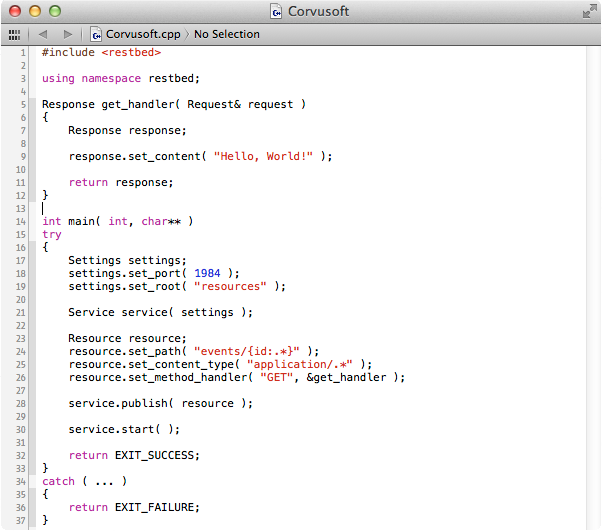 Corvusoft
Corvusoft.cpp No Selection
1 #include <restbed>
2
3 using namespace restbed;
4
5 Response get_handler( Request& request )
6 {
7     Response response;
8
9     response.set_content( "Hello, World!" );
10
11     return response;
12 }
13
14 int main( int, char** )
15 try
16 {
17     Settings settings;
18     settings.set_port( 1984 );
19     settings.set_root( "resources" );
20
21     Service service( settings );
22
23     Resource resource;
24     resource.set_path( "events/{id:.*}" );
25     resource.set_content_type( "application/.*" );
26     resource.set_method_handler( "GET", &get_handler );
27
28     service.publish( resource );
29
30     service.start( );
31
32     return EXIT_SUCCESS;
33 }
34 catch ( ... )
35 {
36     return EXIT_FAILURE;
37 }